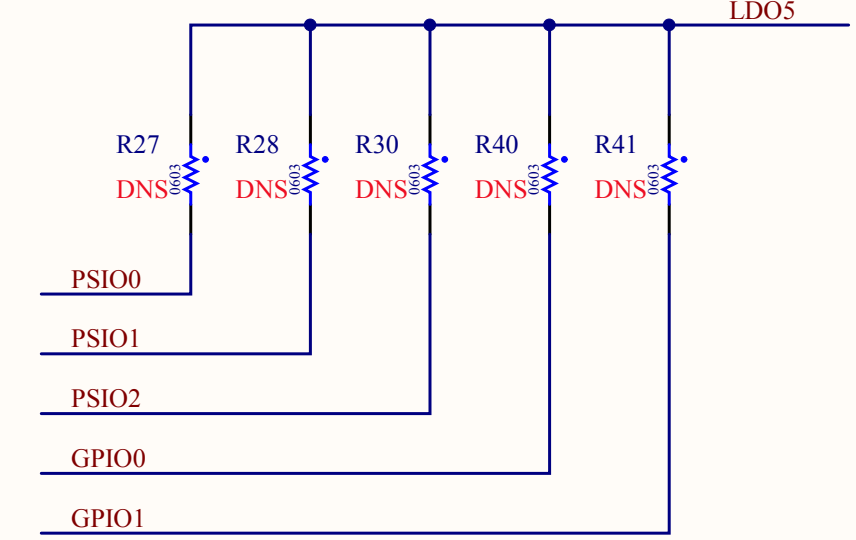 LDO5
R27 R28 R30 R40 R41
0603 0603 0603 0603 0603
DNS DNS DNS DNS DNS
PSIO0
PSIO1
PSIO2
GPIO0
GPIO1